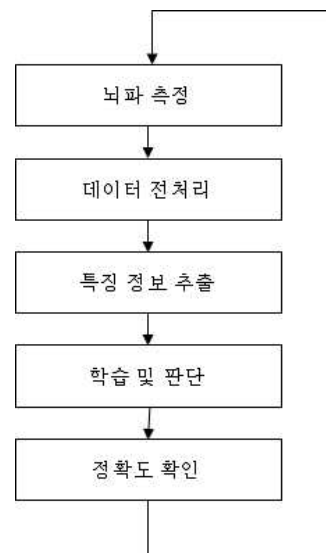 뇌파 측정
데이터 전처리
특징 정보 추출
학습 및 판단
정확도 확인